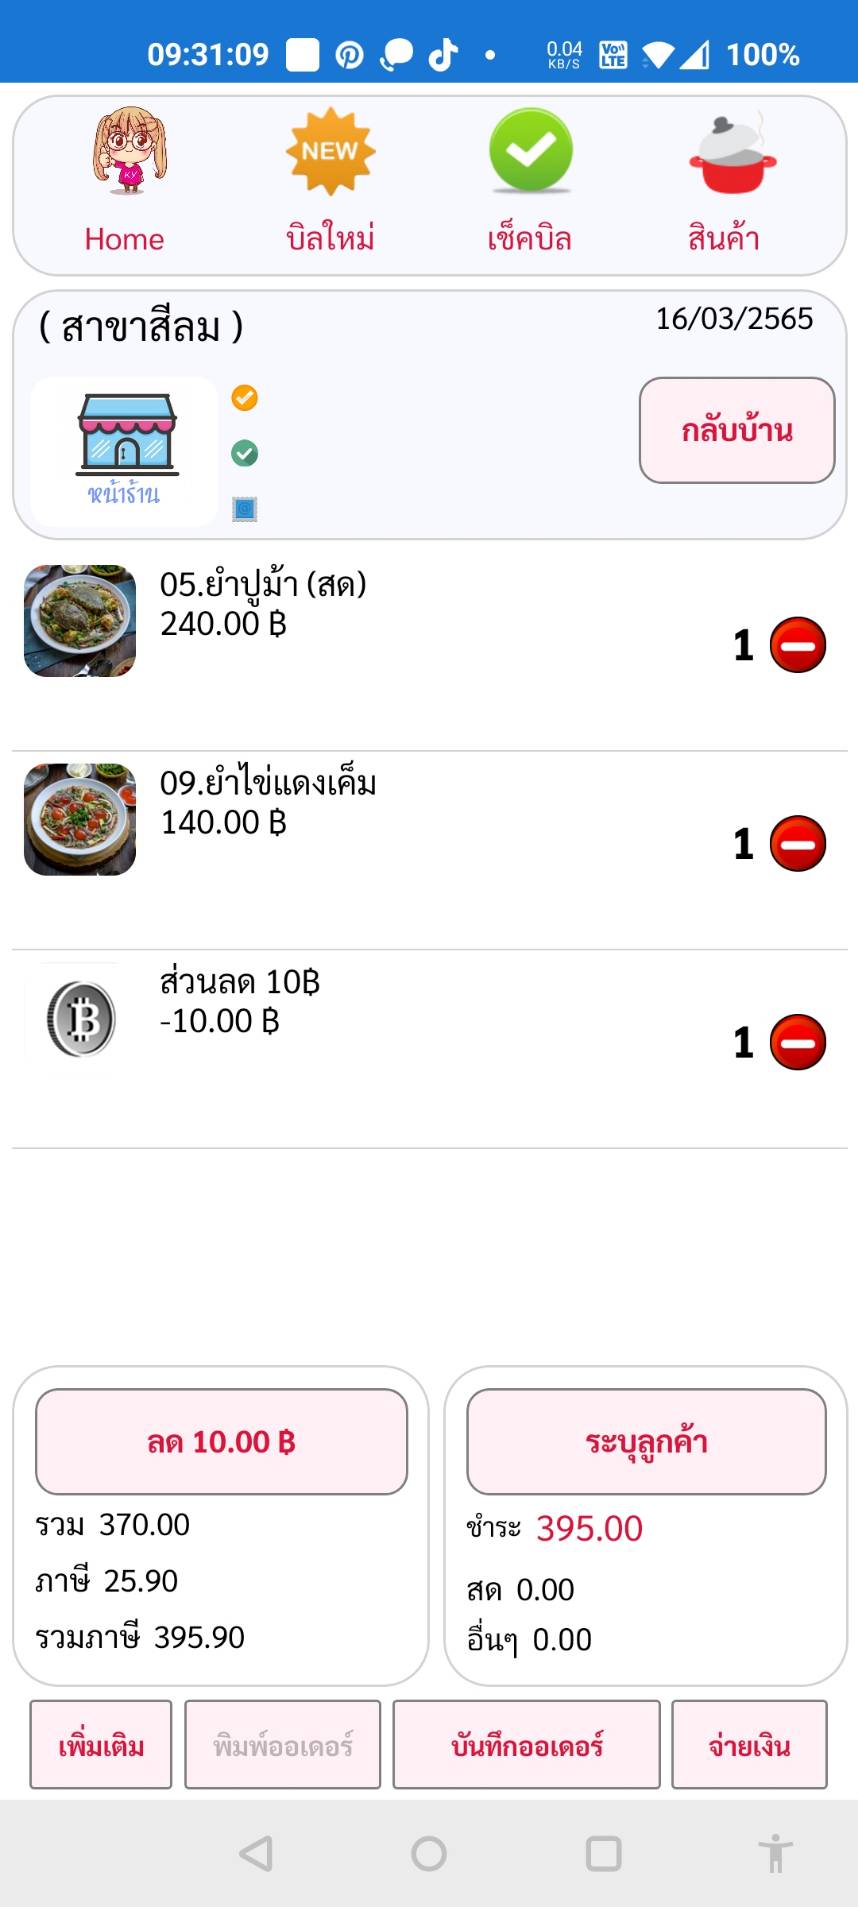 09:31:09 0.04 KB/S VoLTE 100%
KY NEW
Home บิลใหม่ เช็คบิล สินค้า
( สาขาสีลม ) 16/03/2565
กลับบ้าน
หน้าร้าน
05.ยำปูม้า (สด)
240.00 ฿
1
09.ยำไข่แดงเค็ม
140.00 ฿
1
ส่วนลด 10฿
-10.00 ฿
1
ลด 10.00 ฿
รวม 370.00
ภาษี 25.90
รวมภาษี 395.90
ระบุลูกค้า
ชำระ 395.00
สด 0.00
อื่นๆ 0.00
เพิ่มเติม พิมพ์ออเดอร์ บันทึกออเดอร์ จ่ายเงิน